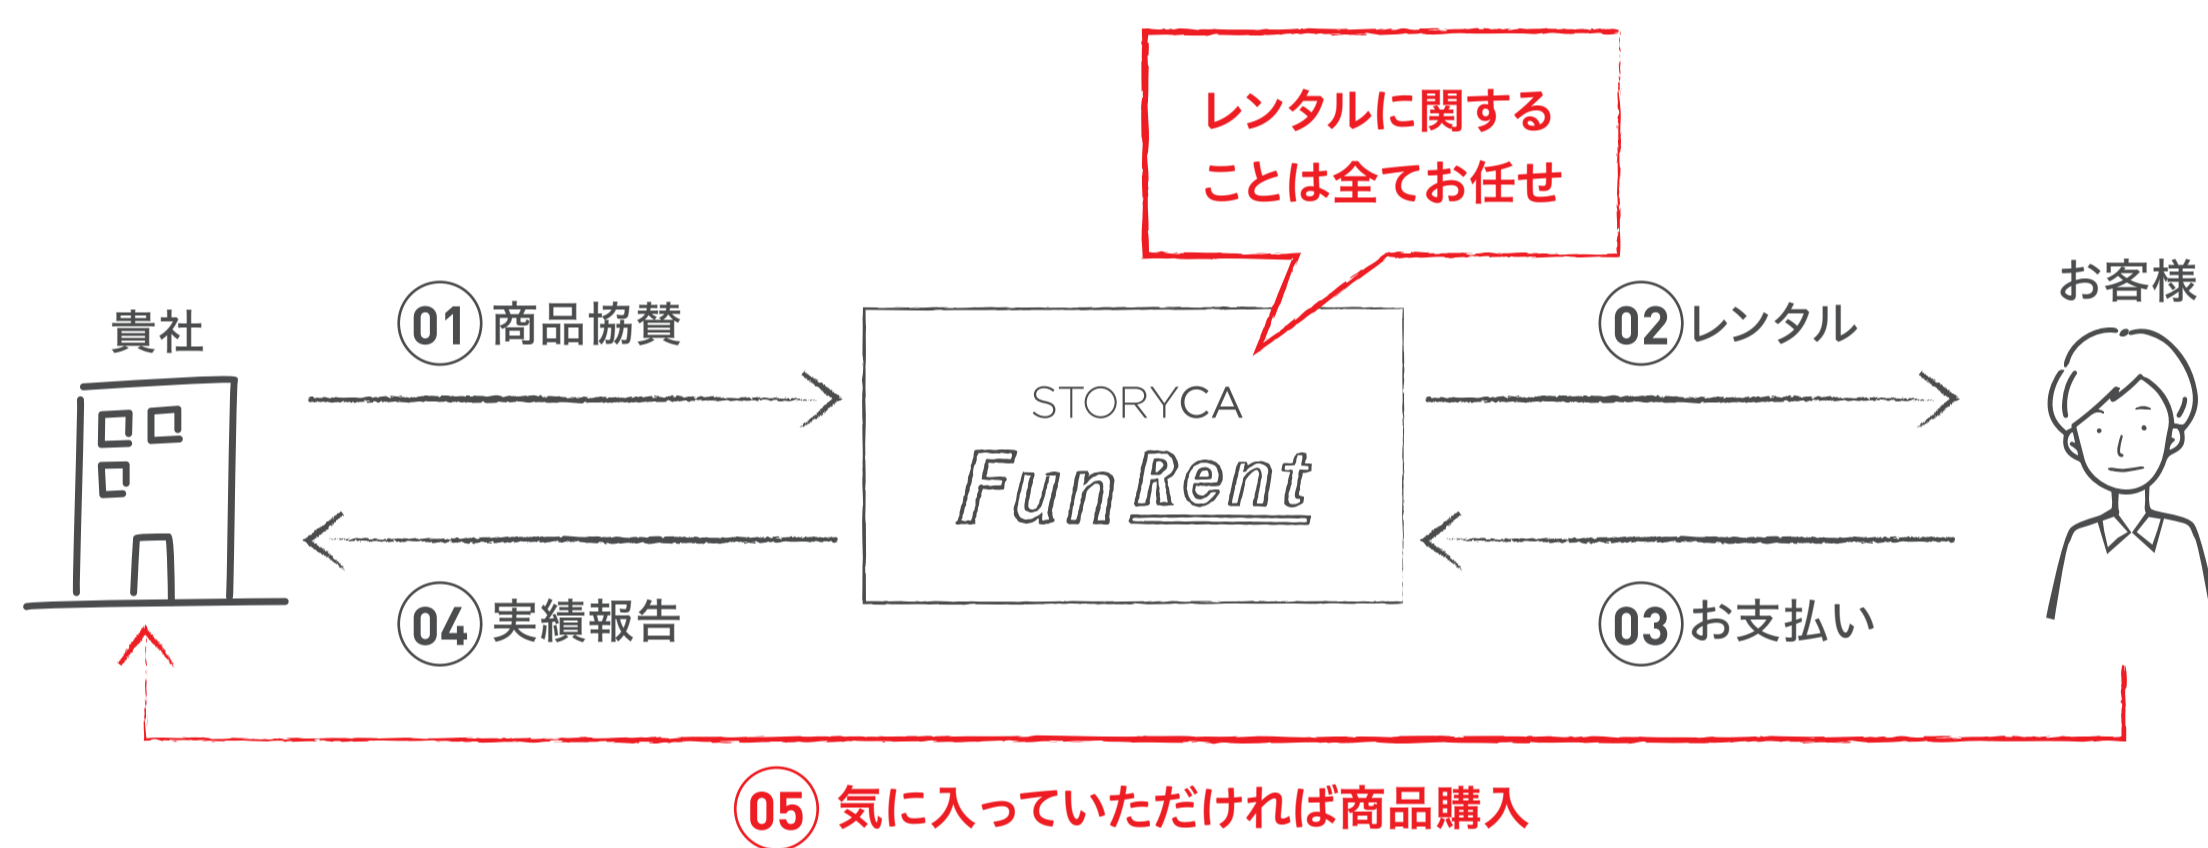 レンタルに関する
ことは全てお任せ
貴社
01 商品協賛
02 レンタル
お客様
STORYCA
Fun Rent
04 実績報告
03 お支払い
05 気に入っていただければ商品購入